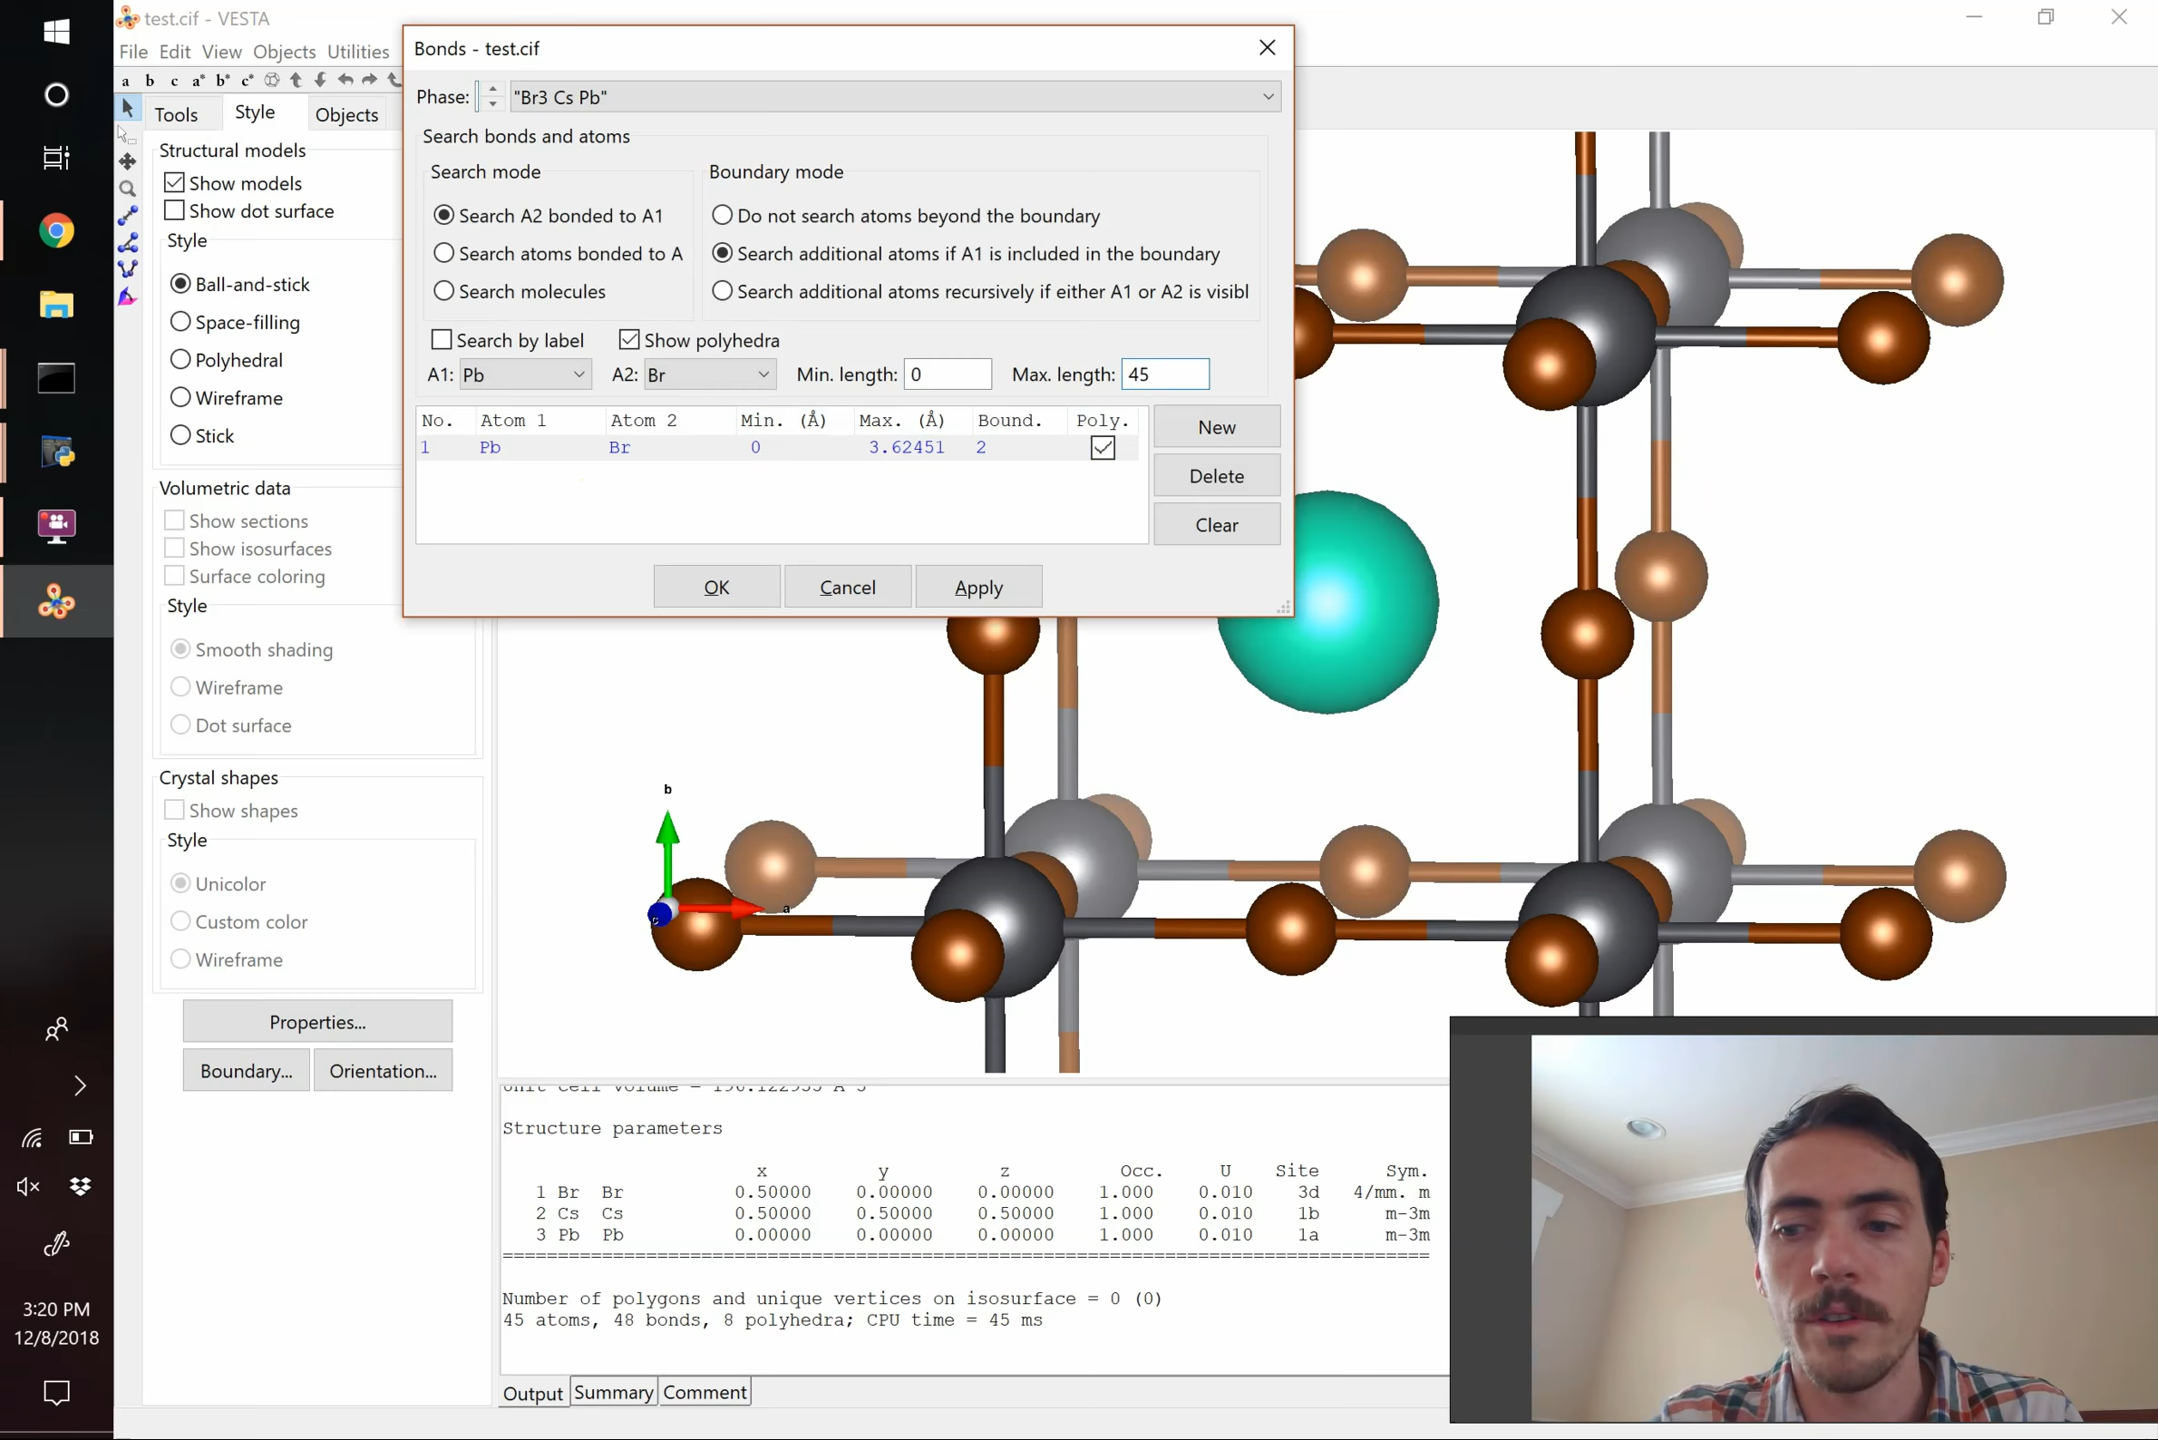 test.cif - VESTA
File Edit View Objects Utilities
a b c a* b* c*
Tools Style Objects
Structural models
Show models
Show dot surface
Style
Ball-and-stick
Space-filling
Polyhedral
Wireframe
Stick
Volumetric data
Show sections
Show isosurfaces
Surface coloring
Style
Smooth shading
Wireframe
Dot surface
Crystal shapes
Show shapes
Style
Unicolor
Custom color
Wireframe
Properties...
Boundary... Orientation...
Bonds - test.cif
Phase: "Br3 Cs Pb"
Search bonds and atoms
Search mode Boundary mode
Search A2 bonded to A1 Do not search atoms beyond the boundary
Search atoms bonded to A Search additional atoms if A1 is included in the boundary
Search molecules Search additional atoms recursively if either A1 or A2 is visibl
Search by label Show polyhedra
A1: Pb A2: Br Min. length: 0 Max. length: 45
No. Atom 1 Atom 2 Min. (Å) Max. (Å) Bound. Poly.
1 Pb Br 0 3.62451 2
New
Delete
Clear
OK Cancel Apply
b
a
c
Structure parameters
x y z Occ. U Site Sym.
1 Br Br 0.50000 0.00000 0.00000 1.000 0.010 3d 4/mm. m
2 Cs Cs 0.50000 0.50000 0.50000 1.000 0.010 1b m-3m
3 Pb Pb 0.00000 0.00000 0.00000 1.000 0.010 1a m-3m
================================================================
Number of polygons and unique vertices on isosurface = 0 (0)
45 atoms, 48 bonds, 8 polyhedra; CPU time = 45 ms
Output Summary Comment
3:20 PM
12/8/2018